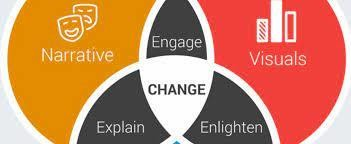 Engage
Narrative
Visuals
CHANGE
Explain
Enlighten